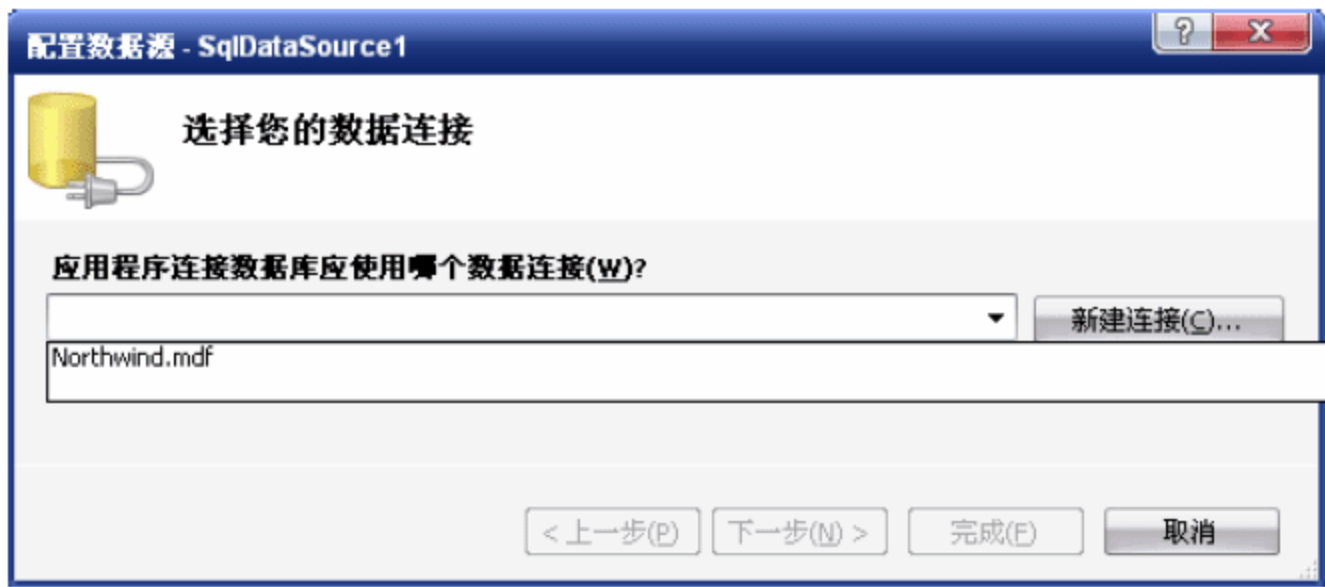 配置数据源 - SqlDataSource1
选择您的数据连接
应用程序连接数据库应使用哪个数据连接(W)?
新建连接(C)...
Northwind.mdf
< 上一步(P)
下一步(N) >
完成(F)
取消